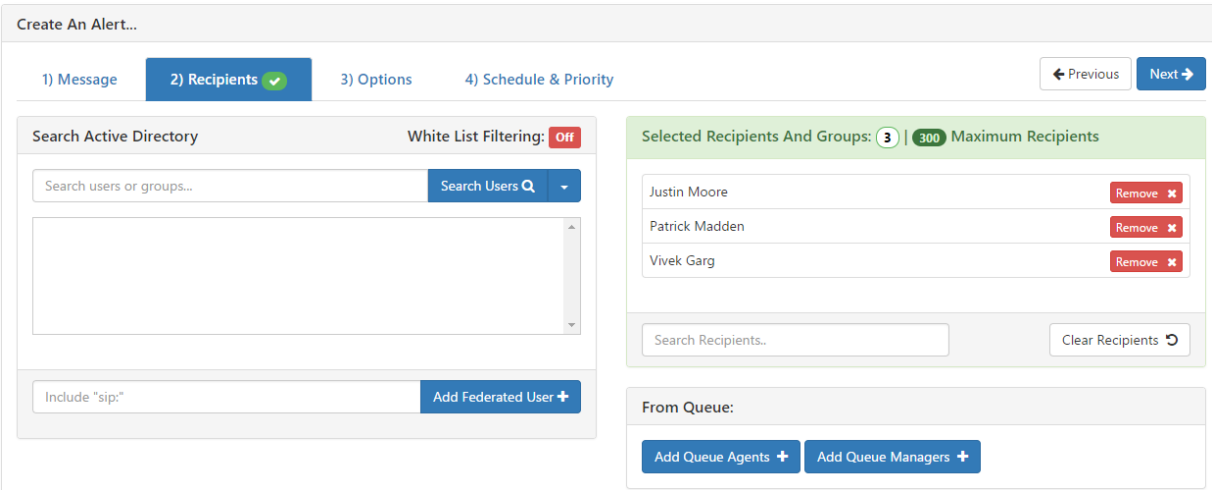 Create An Alert...
1) Message
2) Recipients
3) Options
4) Schedule & Priority
Previous
Next
Search Active Directory
White List Filtering: Off
Search users or groups...
Search Users
Include "sip:"
Add Federated User
Selected Recipients And Groups: 3 | 300 Maximum Recipients
Justin Moore
Remove
Patrick Madden
Remove
Vivek Garg
Remove
Search Recipients..
Clear Recipients
From Queue:
Add Queue Agents
Add Queue Managers